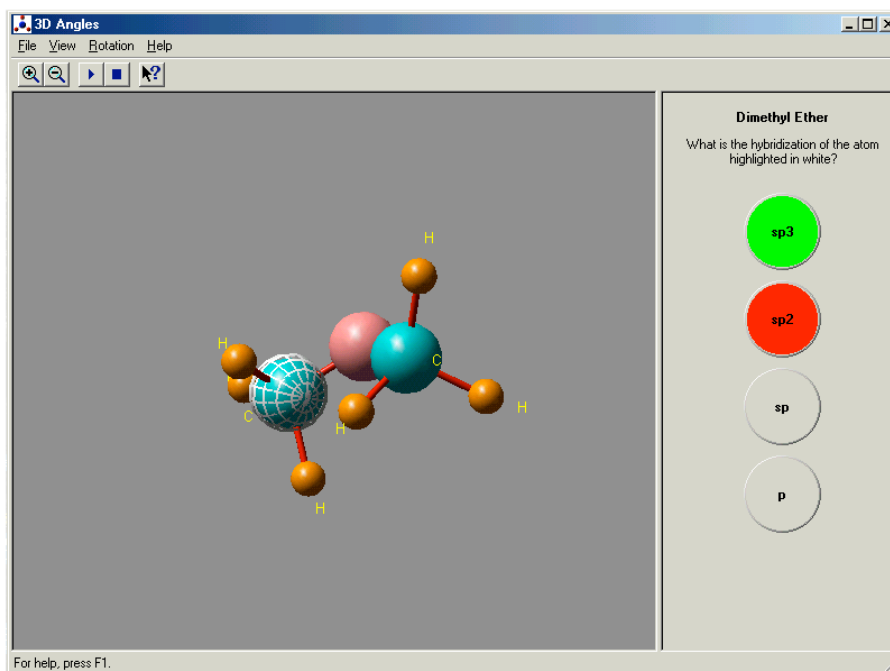 3D Angles
File View Rotation Help
Dimethyl Ether
What is the hybridization of the atom
highlighted in white?
sp3
sp2
sp
p
H
H
C
C
H
H
H
For help, press F1.